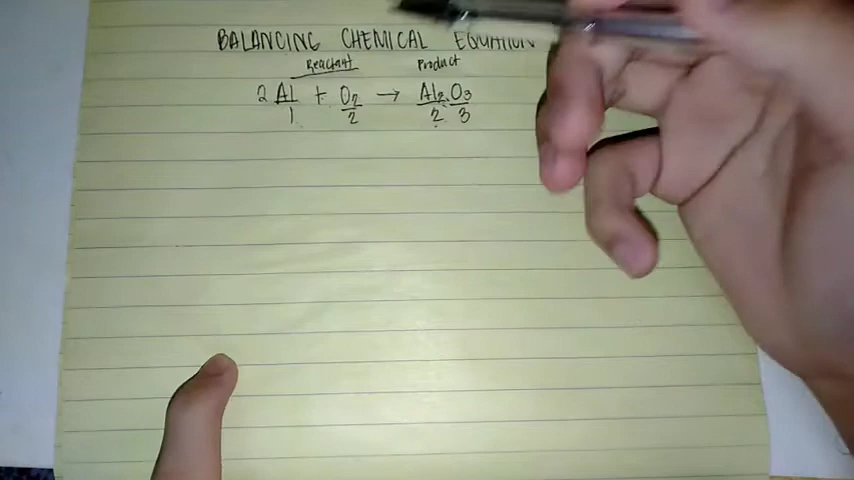 BALANCING CHEMICAL EQUATION
Reactant Product
2 Al + O2 → Al2O3
1 2 2 3